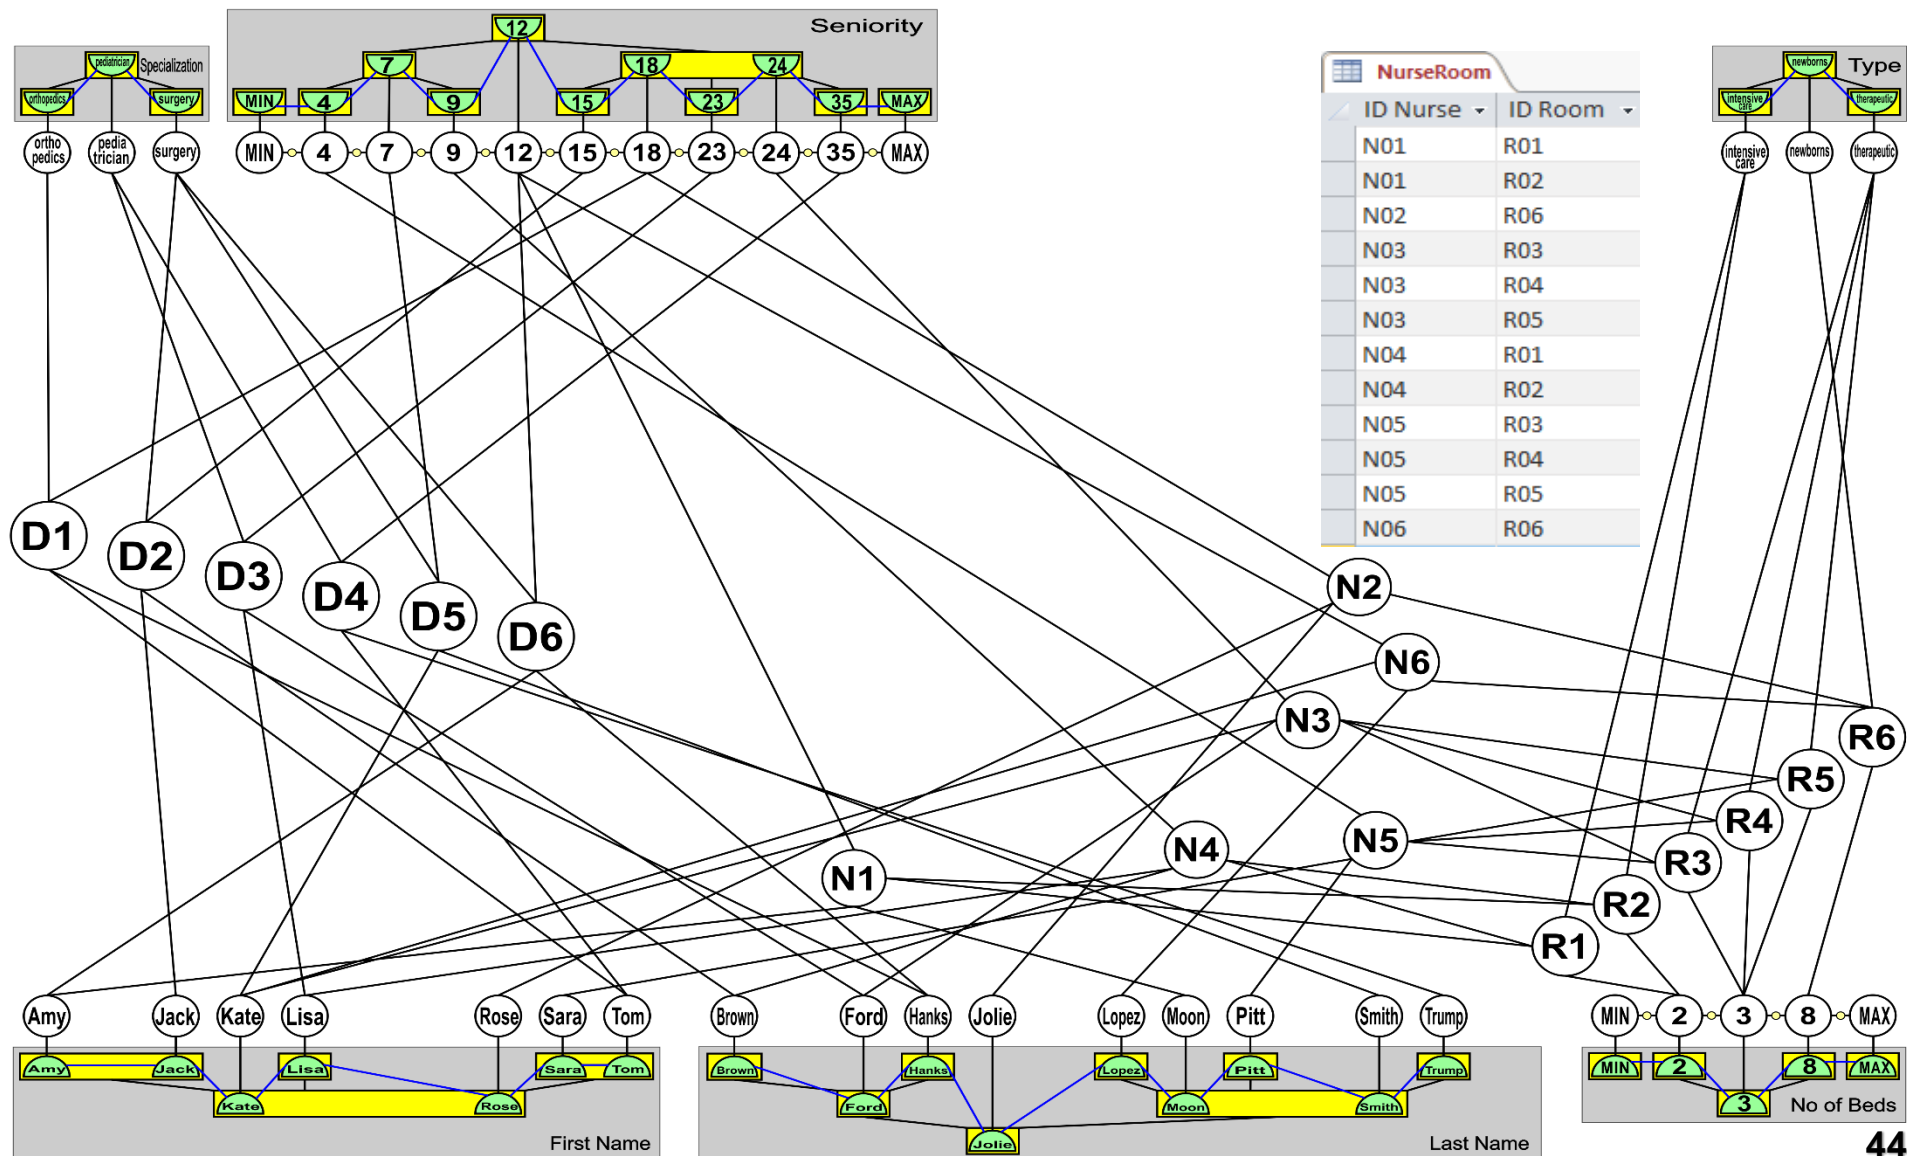 12
Seniority
7
18
24
MIN
4
9
15
23
35
MAX
MIN
4
7
9
12
15
18
23
24
35
MAX
pediatrician
Specialization
orthopedics
surgery
ortho
pedics
pedia
trician
surgery
NurseRoom
ID Nurse ID Room
N01 R01
N01 R02
N02 R06
N03 R03
N03 R04
N03 R05
N04 R01
N04 R02
N05 R03
N05 R04
N05 R05
N06 R06
newborns
Type
intensive
care
therapeutic
intensive
care
newborns
therapeutic
D1
D2
D3
D4
D5
D6
N2
N6
N3
N5
N4
N1
R6
R5
R4
R3
R2
R1
Amy
Jack
Kate
Lisa
Rose
Sara
Tom
Amy
Jack
Lisa
Sara
Tom
Kate
Rose
First Name
Brown
Ford
Hanks
Jolie
Lopez
Moon
Pitt
Smith
Trump
Brown
Hanks
Lopez
Pitt
Trump
Ford
Moon
Smith
Jolie
Last Name
MIN
2
3
8
MAX
MIN
2
8
MAX
3
No of Beds
44